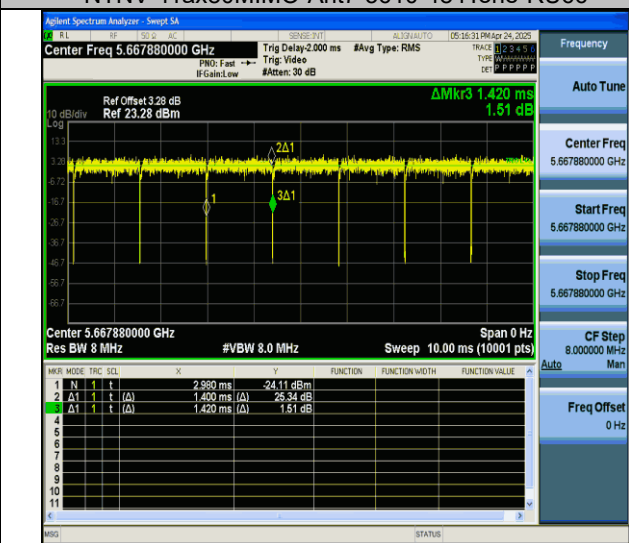 Agilent Spectrum Analyzer - Swept SA
RL RF 50 Ω AC SENSE:INT ALIGNAUTO 05:16:31 PM Apr 24, 2025
Center Freq 5.667880000 GHz
PNO: Fast
IFGain:Low
Trig Delay-2.000 ms
Trig: Video
#Atten: 30 dB
#Avg Type: RMS
TRACE 1 2 3 4 5 6
TYPE
DET P P P P P P
Frequency
Auto Tune
Center Freq
5.667880000 GHz
Start Freq
5.667880000 GHz
Stop Freq
5.667880000 GHz
CF Step
8.000000 MHz
Auto Man
Freq Offset
0 Hz
ΔMkr3 1.420 ms
1.51 dB
Ref Offset 3.28 dB
10 dB/div Ref 23.28 dBm
Log
13.3
3.28
-6.72
-16.7
-26.7
-36.7
-46.7
-56.7
-66.7
2Δ1
1
3Δ1
Center 5.667880000 GHz Span 0 Hz
Res BW 8 MHz #VBW 8.0 MHz Sweep 10.00 ms (10001 pts)
MKR MODE TRC SCL X Y FUNCTION FUNCTION WIDTH FUNCTION VALUE
1 N 1 t 2.980 ms -24.11 dBm
2 Δ1 1 t (Δ) 1.400 ms (Δ) 25.34 dB
3 Δ1 1 t (Δ) 1.420 ms (Δ) 1.51 dB
4
5
6
7
8
9
10
11
MSG STATUS